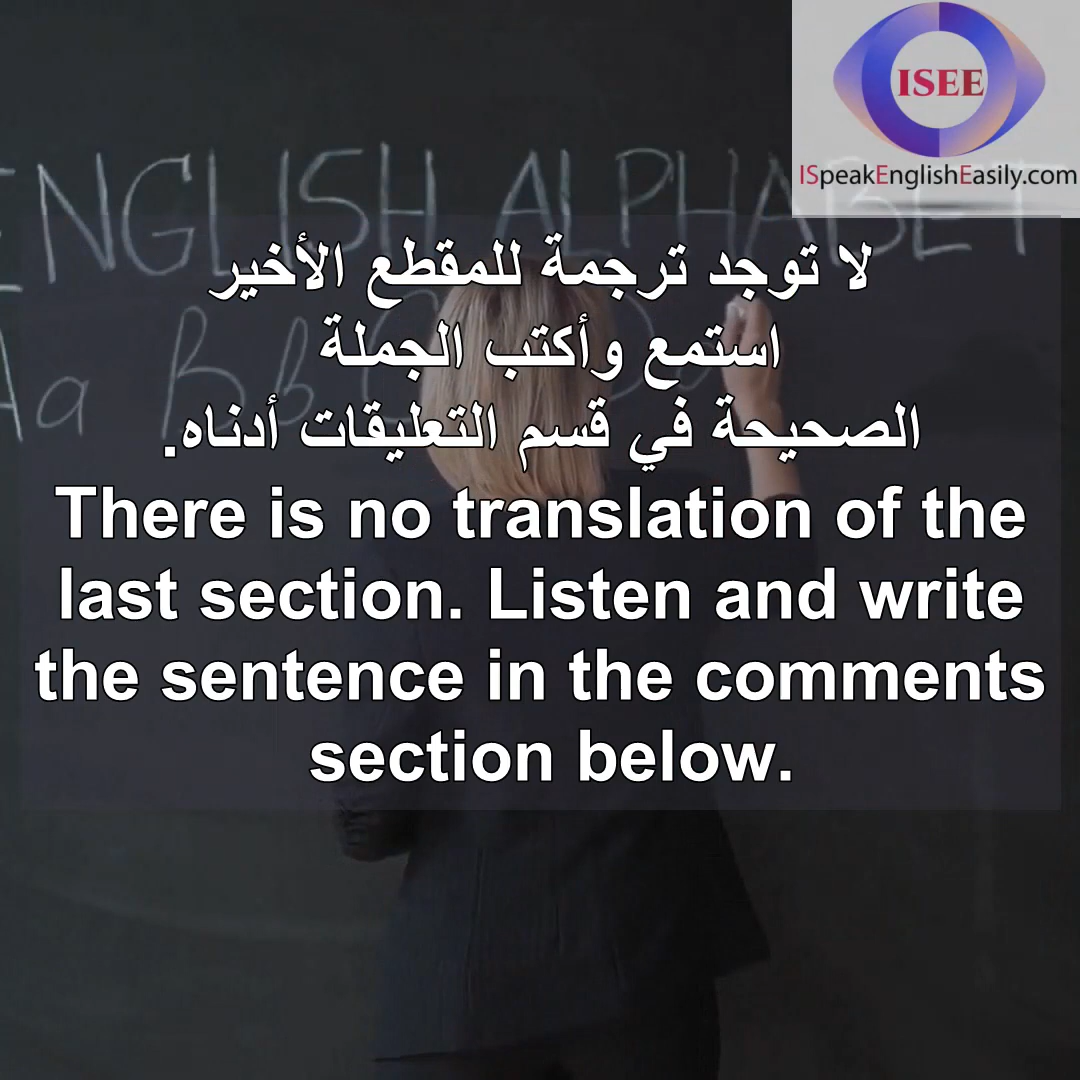 ISEE
ISpeakEnglishEasily.com
ENGLISH ALPHABET
لا توجد ترجمة للمقطع الأخير
استمع وأكتب الجملة
الصحيحة في قسم التعليقات أدناه.
Aa Bb C
There is no translation of the
last section. Listen and write
the sentence in the comments
section below.